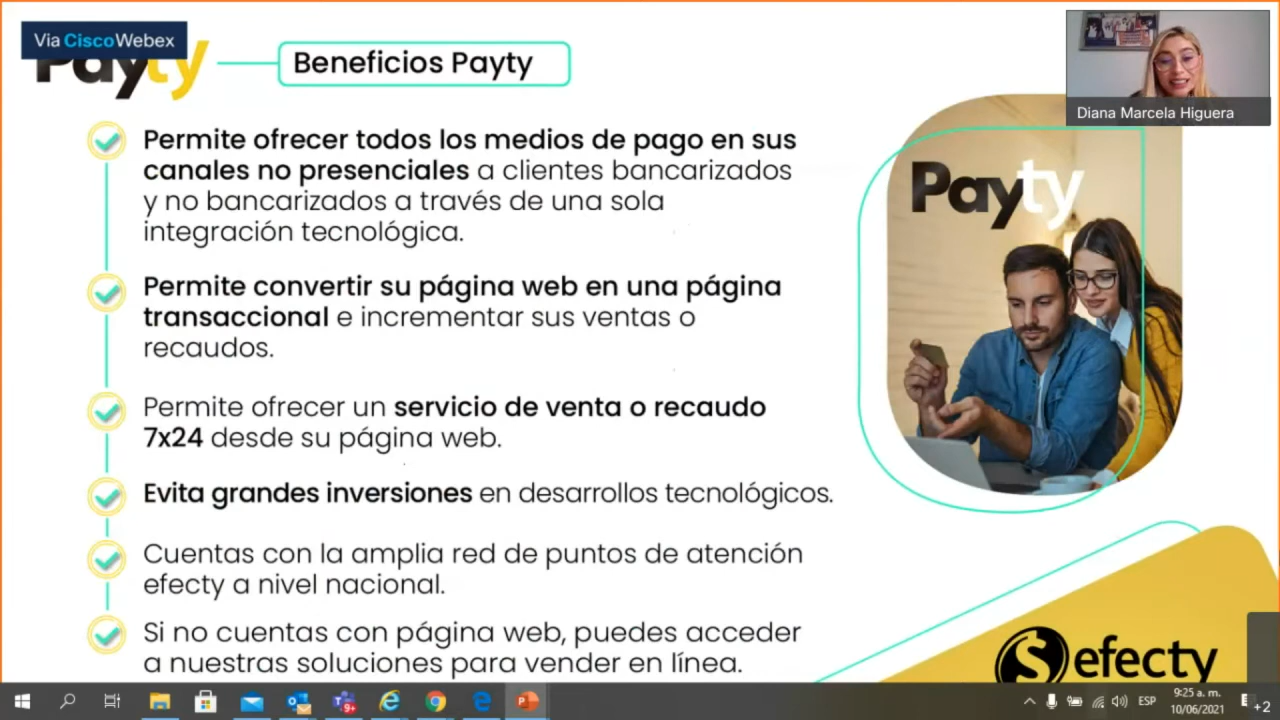 Via Cisco Webex
Payty
Beneficios Payty
Diana Marcela Higuera
Permite ofrecer todos los medios de pago en sus
canales no presenciales a clientes bancarizados
y no bancarizados a través de una sola
integración tecnológica.
Payty
Permite convertir su página web en una página
transaccional e incrementar sus ventas o
recaudos.
Permite ofrecer un servicio de venta o recaudo
7x24 desde su página web.
Evita grandes inversiones en desarrollos tecnológicos.
Cuentas con la amplia red de puntos de atención
efecty a nivel nacional.
Si no cuentas con página web, puedes acceder
a nuestras soluciones para vender en línea.
efecty
9+
ESP
9:25 a. m.
10/06/2021
+2